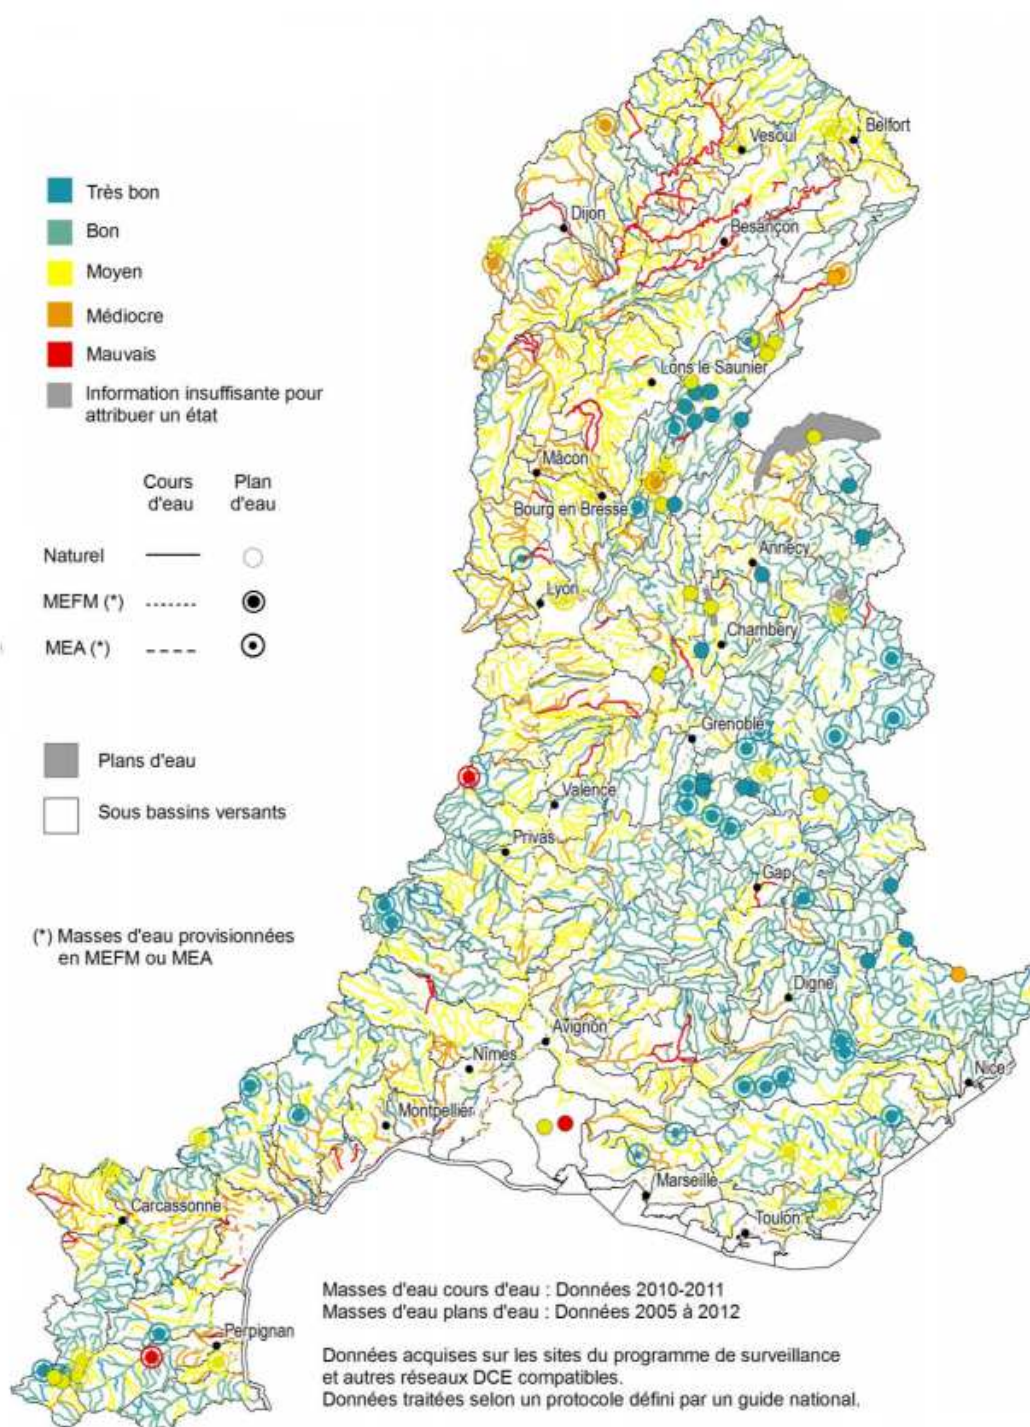 Très bon
Bon
Moyen
Médiocre
Mauvais
Information insuffisante pour
attribuer un état
Cours
d'eau
Plan
d'eau
Naturel
MEFM (*)
MEA (*)
Plans d'eau
Sous bassins versants
(*) Masses d'eau provisionnées
en MEFM ou MEA
Vesoul
Belfort
Dijon
Besançon
Lons le Saunier
Mâcon
Bourg en Bresse
Annecy
Lyon
Chambéry
Grenoble
Valence
Privas
Gap
Digne
Avignon
Nîmes
Nice
Montpellier
Marseille
Carcassonne
Toulon
Perpignan
Masses d'eau cours d'eau : Données 2010-2011
Masses d'eau plans d'eau : Données 2005 à 2012
Données acquises sur les sites du programme de surveillance
et autres réseaux DCE compatibles.
Données traitées selon un protocole défini par un guide national.